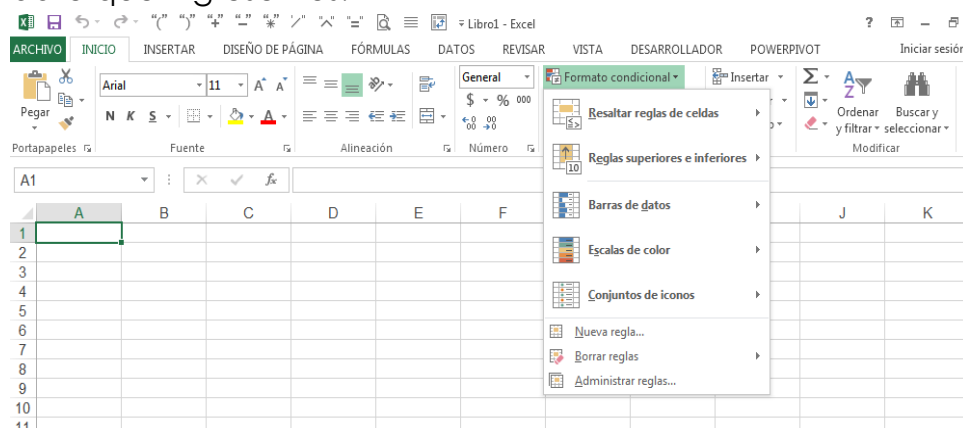 Libro1 - Excel
ARCHIVO INICIO INSERTAR DISEÑO DE PÁGINA FÓRMULAS DATOS REVISAR VISTA DESARROLLADOR POWERPIVOT Iniciar sesión
Arial 11 A A General Formato condicional Insertar Σ
Pegar N K S A $ % 000 Ordenar y filtrar Buscar y seleccionar
Portapapeles Fuente Alineación Número Modificar
A1 fx
A B C D E F J K
1
2
3
4
5
6
7
8
9
10
11
Resaltar reglas de celdas
Reglas superiores e inferiores
Barras de datos
Escalas de color
Conjuntos de iconos
Nueva regla...
Borrar reglas
Administrar reglas...